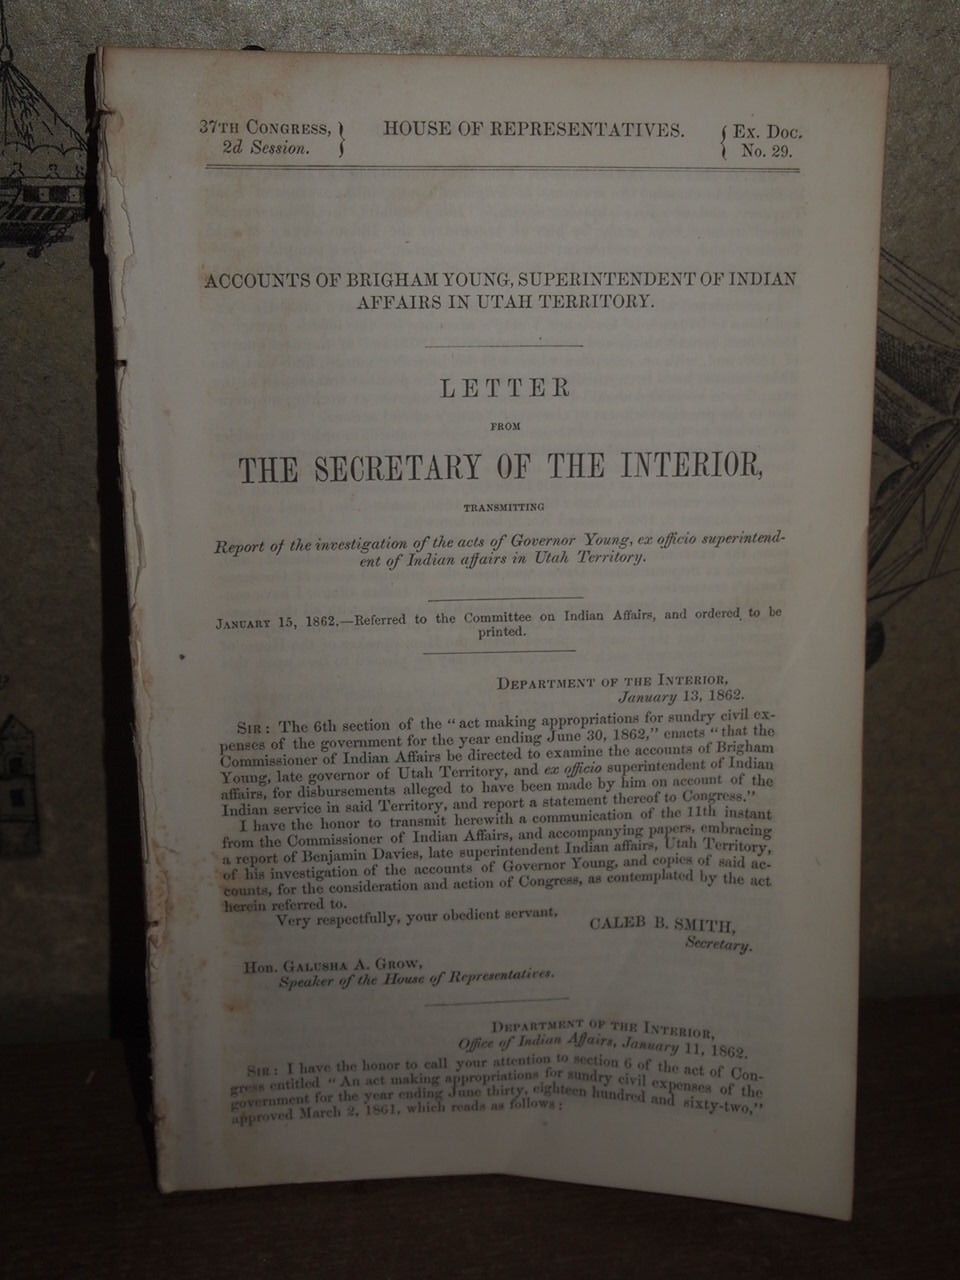 37TH CONGRESS, } HOUSE OF REPRESENTATIVES. { Ex. Doc.
2d Session. } { No. 29.
ACCOUNTS OF BRIGHAM YOUNG, SUPERINTENDENT OF INDIAN
AFFAIRS IN UTAH TERRITORY.
LETTER
FROM
THE SECRETARY OF THE INTERIOR,
TRANSMITTING
Report of the investigation of the acts of Governor Young, ex officio superintend-
ent of Indian affairs in Utah Territory.
JANUARY 15, 1862.—Referred to the Committee on Indian Affairs, and ordered to be
printed.
DEPARTMENT OF THE INTERIOR,
January 13, 1862.
SIR: The 6th section of the "act making appropriations for sundry civil ex-
penses of the government for the year ending June 30, 1862," enacts "that the
Commissioner of Indian Affairs be directed to examine the accounts of Brigham
Young, late governor of Utah Territory, and ex officio superintendent of Indian
affairs, for disbursements alleged to have been made by him on account of the
Indian service in said Territory, and report a statement thereof to Congress."
I have the honor to transmit herewith a communication of the 11th instant
from the Commissioner of Indian Affairs, and accompanying papers, embracing
a report of Benjamin Davies, late superintendent Indian affairs, Utah Territory,
of his investigation of the accounts of Governor Young, and copies of said ac-
counts, for the consideration and action of Congress, as contemplated by the act
herein referred to.
Very respectfully, your obedient servant,
CALEB B. SMITH,
Secretary.
Hon. GALUSHA A. GROW,
Speaker of the House of Representatives.
DEPARTMENT OF THE INTERIOR,
Office of Indian Affairs, January 11, 1862.
SIR: I have the honor to call your attention to section 6 of the act of Con-
gress entitled "An act making appropriations for sundry civil expenses of the
government for the year ending June thirty, eighteen hundred and sixty-two,"
approved March 2, 1861, which reads as follows: